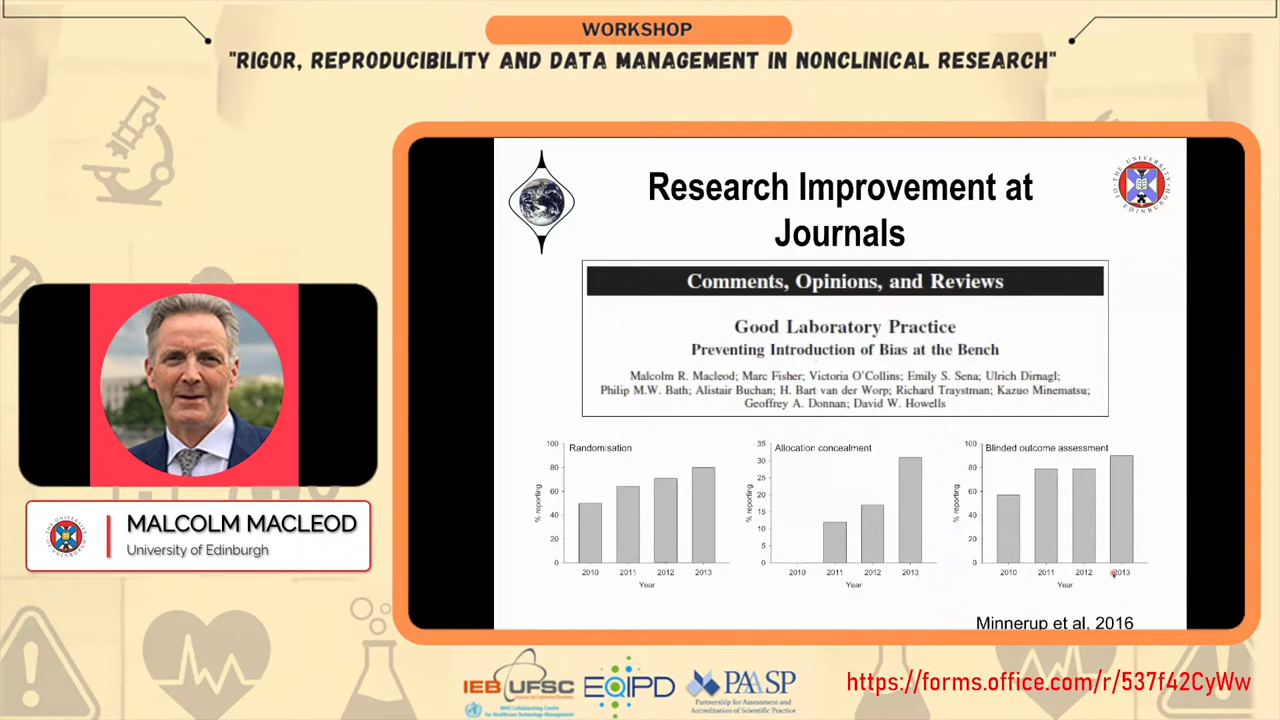 WORKSHOP
"RIGOR, REPRODUCIBILITY AND DATA MANAGEMENT IN NONCLINICAL RESEARCH"
Research Improvement at
Journals
THE UNIVERSITY OF EDINBURGH
Comments, Opinions, and Reviews
Good Laboratory Practice
Preventing Introduction of Bias at the Bench
Malcolm R. Macleod; Marc Fisher; Victoria O'Collins; Emily S. Sena; Ulrich Dirnagl;
Philip M.W. Bath; Alistair Buchan; H. Bart van der Worp; Richard Traystman; Kazuo Minematsu;
Geoffrey A. Donnan; David W. Howells
Randomisation
% reporting
100
80
60
40
20
0
2010 2011 2012 2013
Year
Allocation concealment
% reporting
35
30
25
20
15
10
5
0
2010 2011 2012 2013
Year
Blinded outcome assessment
% reporting
100
80
60
40
20
0
2010 2011 2012 2013
Year
Minnerup et al, 2016
MALCOLM MACLEOD
University of Edinburgh
IEB UFSC
EQIPD
PAASP
Partnership for Assessment and
Accreditation of Scientific Practice
https://forms.office.com/r/537f42CyWw